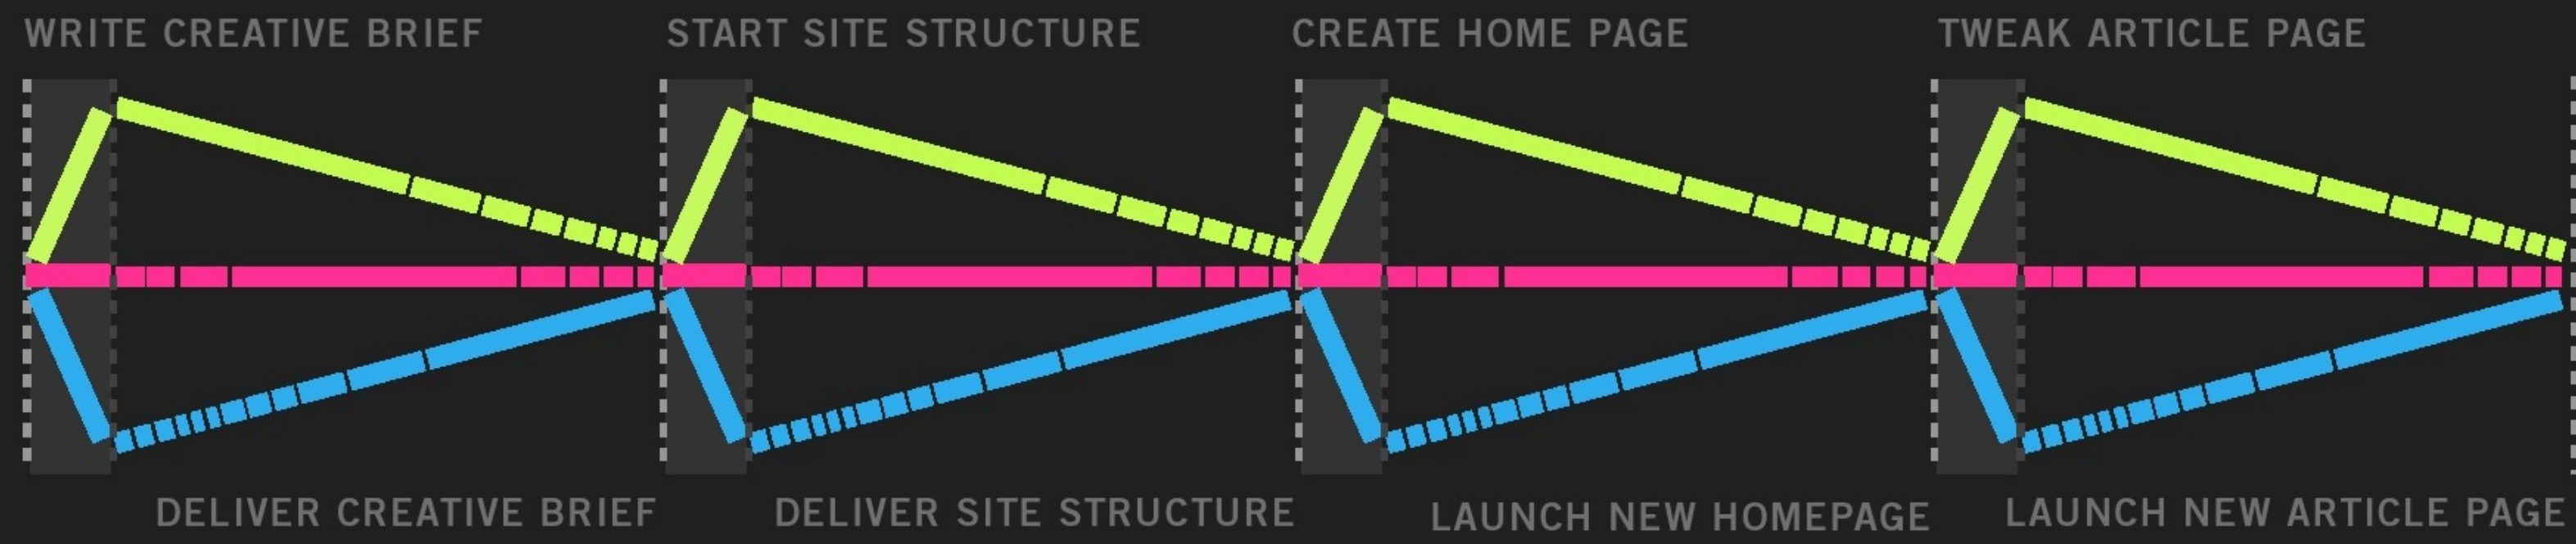 WRITE CREATIVE BRIEF
START SITE STRUCTURE
CREATE HOME PAGE
TWEAK ARTICLE PAGE
DELIVER CREATIVE BRIEF
DELIVER SITE STRUCTURE
LAUNCH NEW HOMEPAGE
LAUNCH NEW ARTICLE PAGE